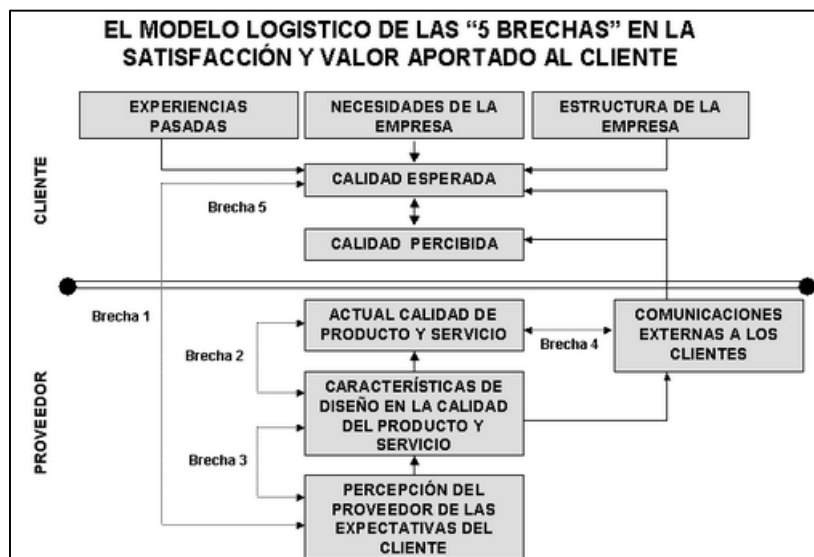 EL MODELO LOGISTICO DE LAS “5 BRECHAS” EN LA
SATISFACCIÓN Y VALOR APORTADO AL CLIENTE
EXPERIENCIAS
PASADAS
NECESIDADES DE LA
EMPRESA
ESTRUCTURA DE LA
EMPRESA
CLIENTE
CALIDAD ESPERADA
Brecha 5
CALIDAD PERCIBIDA
Brecha 1
PROVEEDOR
ACTUAL CALIDAD DE
PRODUCTO Y SERVICIO
COMUNICACIONES
EXTERNAS A LOS
CLIENTES
Brecha 4
Brecha 2
CARACTERÍSTICAS DE
DISEÑO EN LA CALIDAD
DEL PRODUCTO Y
SERVICIO
Brecha 3
PERCEPCIÓN DEL
PROVEEDOR DE LAS
EXPECTATIVAS DEL
CLIENTE